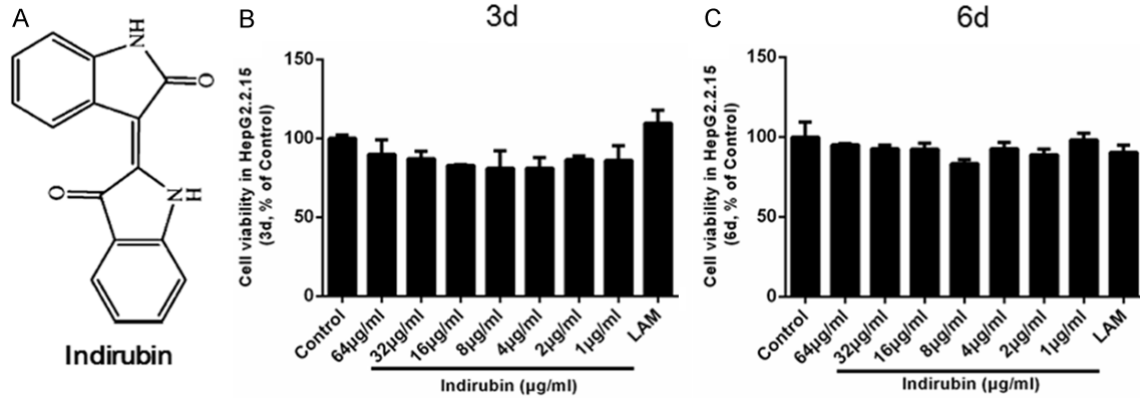 A
NH
O
O
NH
Indirubin
B
3d
Cell viability in HepG2.2.15
(3d, % of Control)
150
100
50
0
Control
64μg/ml
32μg/ml
16μg/ml
8μg/ml
4μg/ml
2μg/ml
1μg/ml
LAM
Indirubin (μg/ml)
C
6d
Cell viability in HepG2.2.15
(6d, % of Control)
150
100
50
0
Control
64μg/ml
32μg/ml
16μg/ml
8μg/ml
4μg/ml
2μg/ml
1μg/ml
LAM
Indirubin (μg/ml)